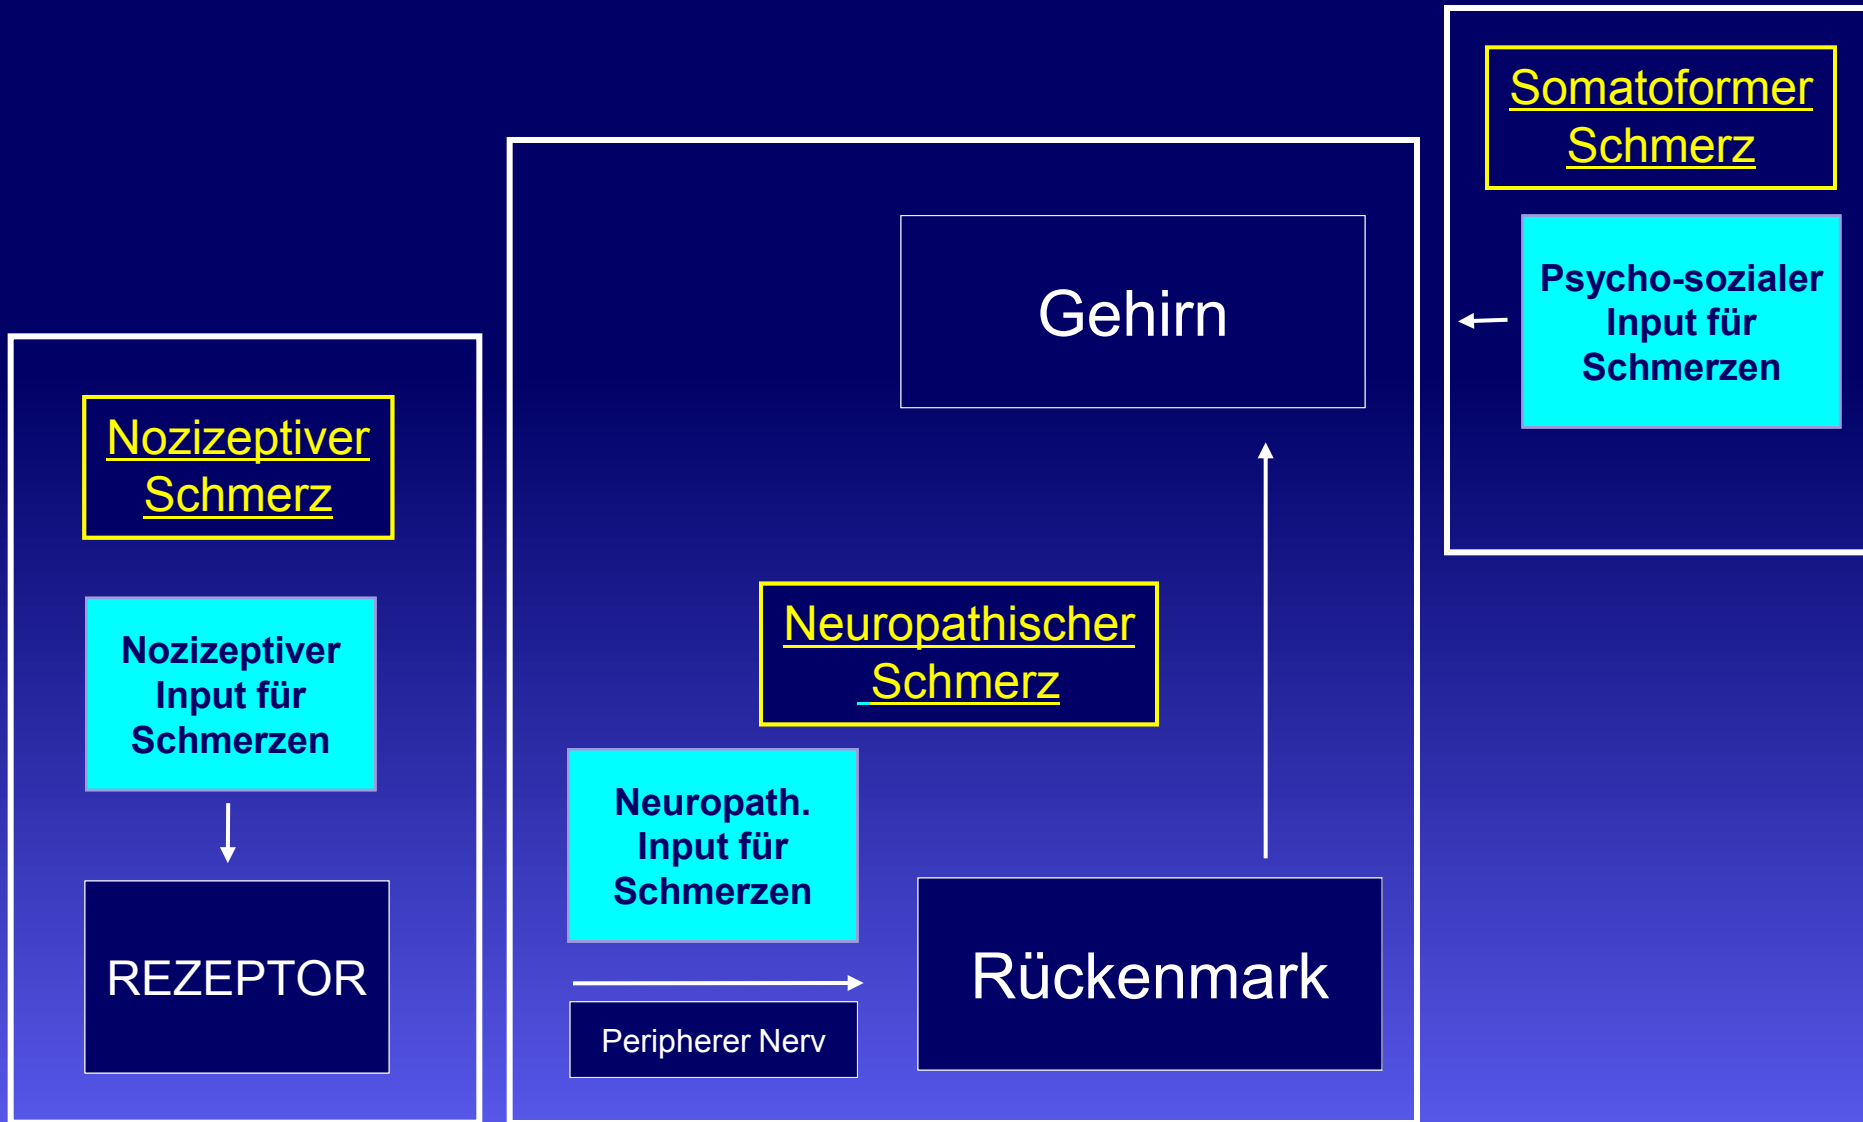 Nozizeptiver
Schmerz
Nozizeptiver
Input für
Schmerzen
REZEPTOR
Gehirn
Neuropathischer
Schmerz
Neuropath.
Input für
Schmerzen
Peripherer Nerv
Rückenmark
Somatoformer
Schmerz
Psycho-sozialer
Input für
Schmerzen